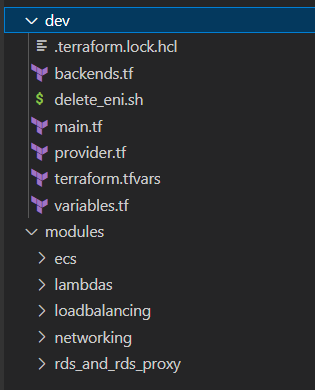 dev
.terraform.lock.hcl
backends.tf
$ delete_eni.sh
main.tf
provider.tf
terraform.tfvars
variables.tf
modules
ecs
lambdas
loadbalancing
networking
rds_and_rds_proxy